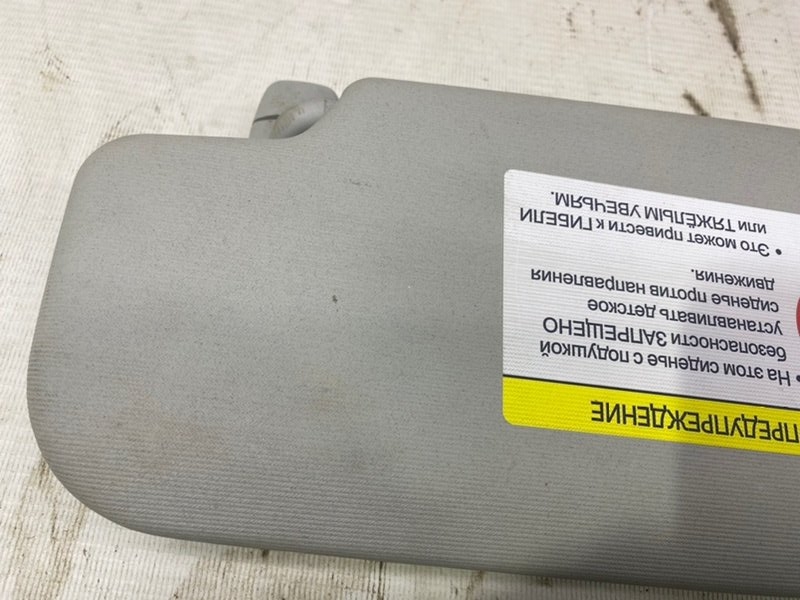 ПРЕДУПРЕЖДЕНИЕ
• На этом сиденье с подушкой
безопасности ЗАПРЕЩЕНО
устанавливать детское
сиденье против направления
движения.
• Это может привести к ГИБЕЛИ
или ТЯЖЁЛЫМ УВЕЧЬЯМ.